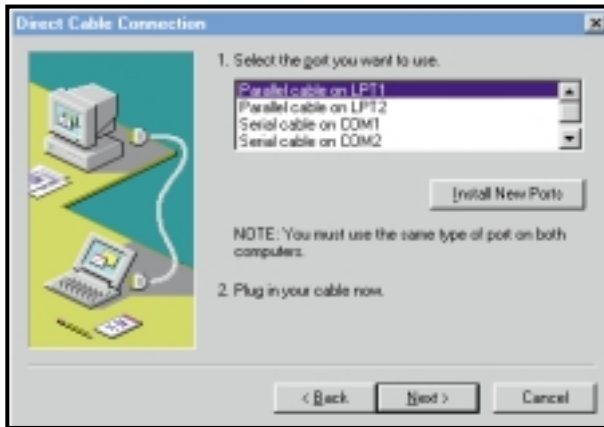 Direct Cable Connection
1. Select the port you want to use.
Parallel cable on LPT1
Parallel cable on LPT2
Serial cable on COM1
Serial cable on COM2
Install New Ports
NOTE: You must use the same type of port on both
computers.
2. Plug in your cable now.
< Back
Next >
Cancel